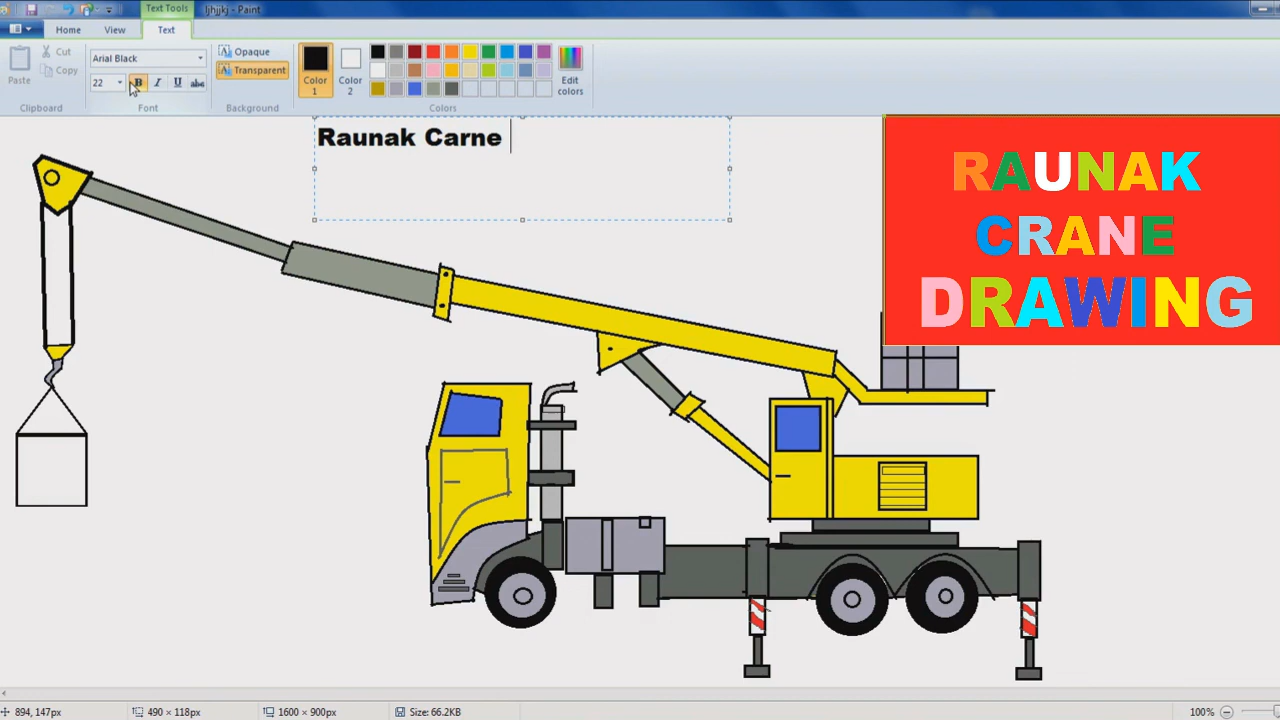 Text Tools
ljhjjkj - Paint
Home View Text
Paste
Cut
Copy
Clipboard
Arial Black
22 B I U abc
Font
Opaque
Transparent
Background
Color 1
Color 2
Edit colors
Colors
Raunak Carne
RAUNAK
CRANE
DRAWING
894, 147px
490 × 118px
1600 × 900px
Size: 66.2KB
100%